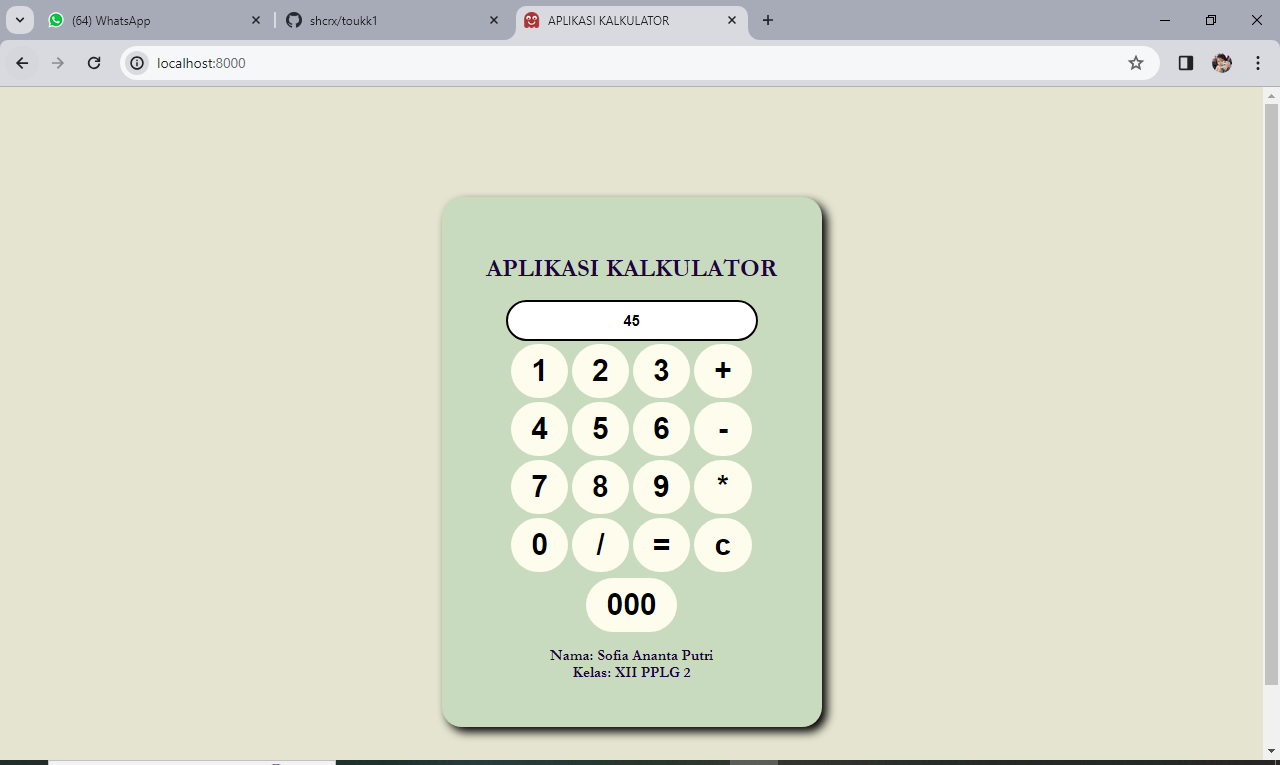 (64) WhatsApp
shcrx/toukk1
APLIKASI KALKULATOR
localhost:8000
APLIKASI KALKULATOR
45
1 2 3 +
4 5 6 -
7 8 9 *
0 / = c
000
Nama: Sofia Ananta Putri
Kelas: XII PPLG 2